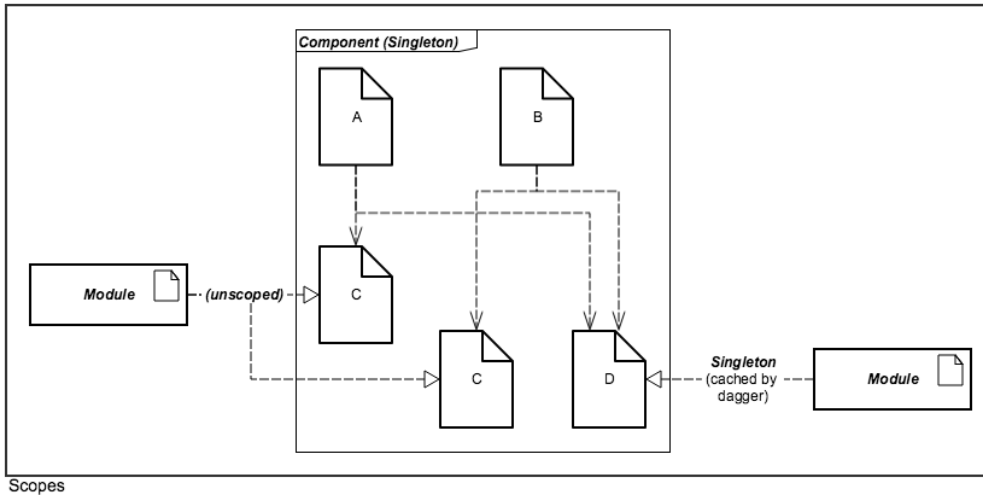 Component (Singleton)
A
B
Module
(unscoped)
C
C
D
Singleton
(cached by
dagger)
Module
Scopes